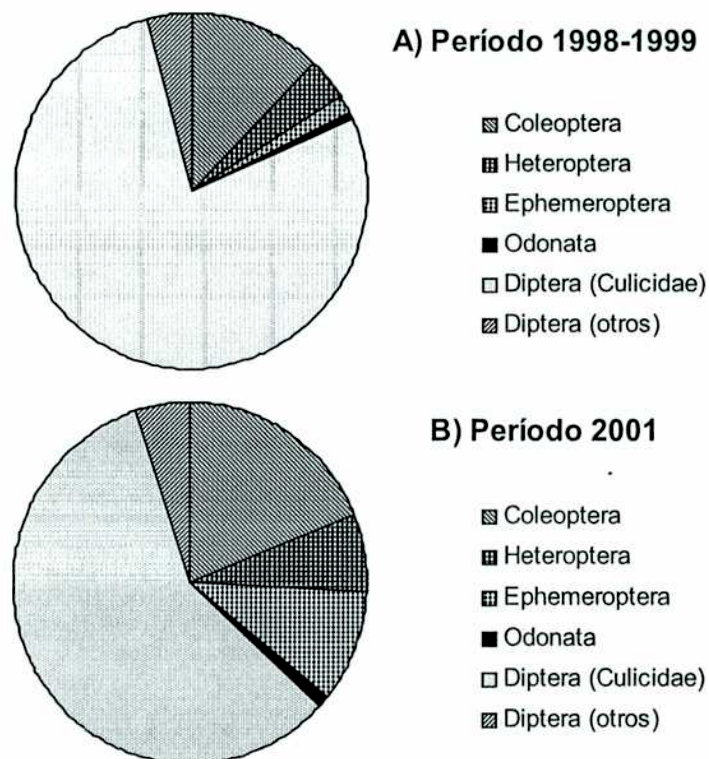 A) Período 1998-1999
Coleoptera
Heteroptera
Ephemeroptera
Odonata
Diptera (Culicidae)
Diptera (otros)
B) Período 2001
Coleoptera
Heteroptera
Ephemeroptera
Odonata
Diptera (Culicidae)
Diptera (otros)